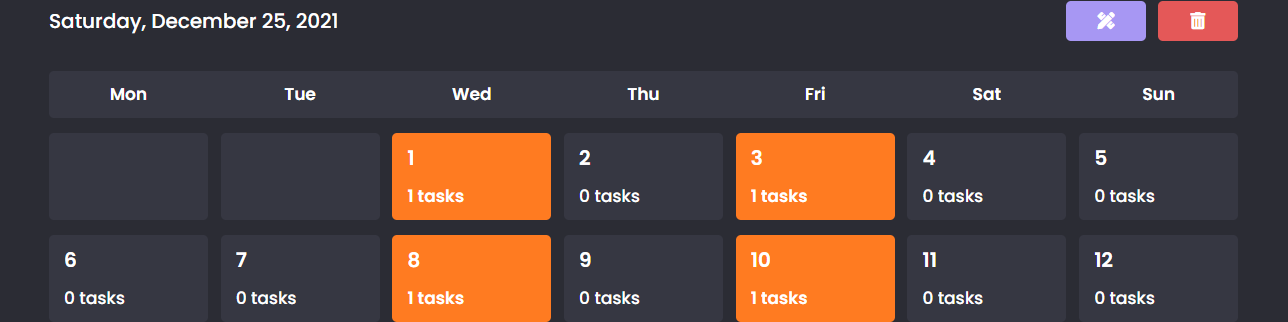 Saturday, December 25, 2021
Mon Tue Wed Thu Fri Sat Sun
1 2 3 4 5
1 tasks 0 tasks 1 tasks 0 tasks 0 tasks
6 7 8 9 10 11 12
0 tasks 0 tasks 1 tasks 0 tasks 1 tasks 0 tasks 0 tasks